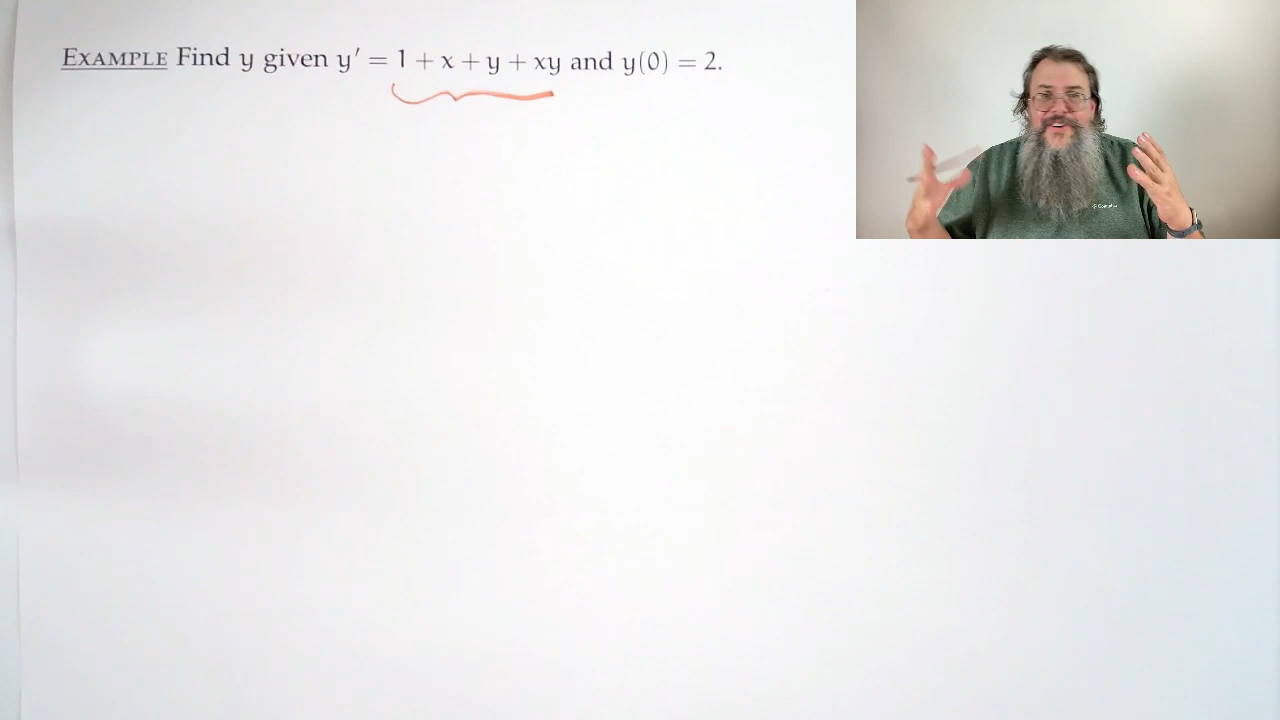 EXAMPLE Find y given y′ = 1 + x + y + xy and y(0) = 2.